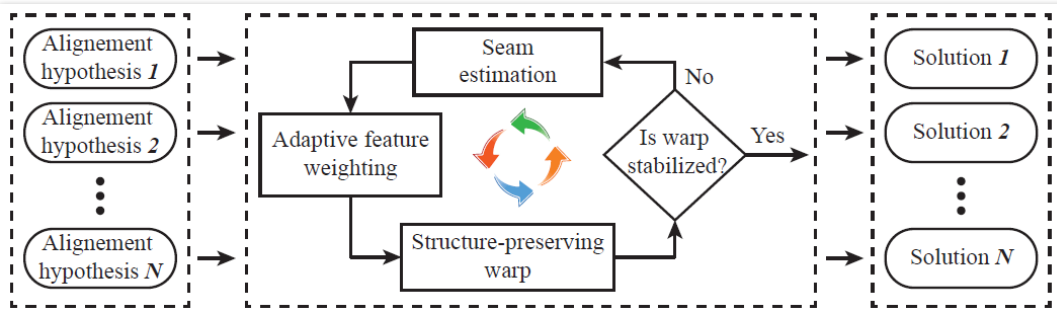 Alignement
hypothesis 1
Alignement
hypothesis 2
Alignement
hypothesis N
Seam
estimation
Adaptive feature
weighting
Structure-preserving
warp
Is warp
stabilized?
No
Yes
Solution 1
Solution 2
Solution N